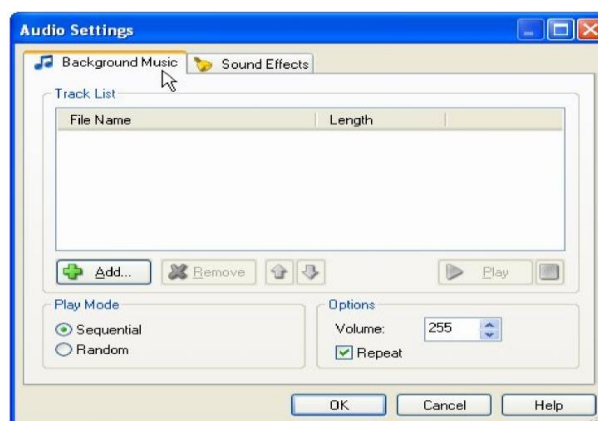 Audio Settings
Background Music Sound Effects
Track List
File Name Length
Add... Remove Play
Play Mode Options
Sequential Volume: 255
Random Repeat
OK Cancel Help